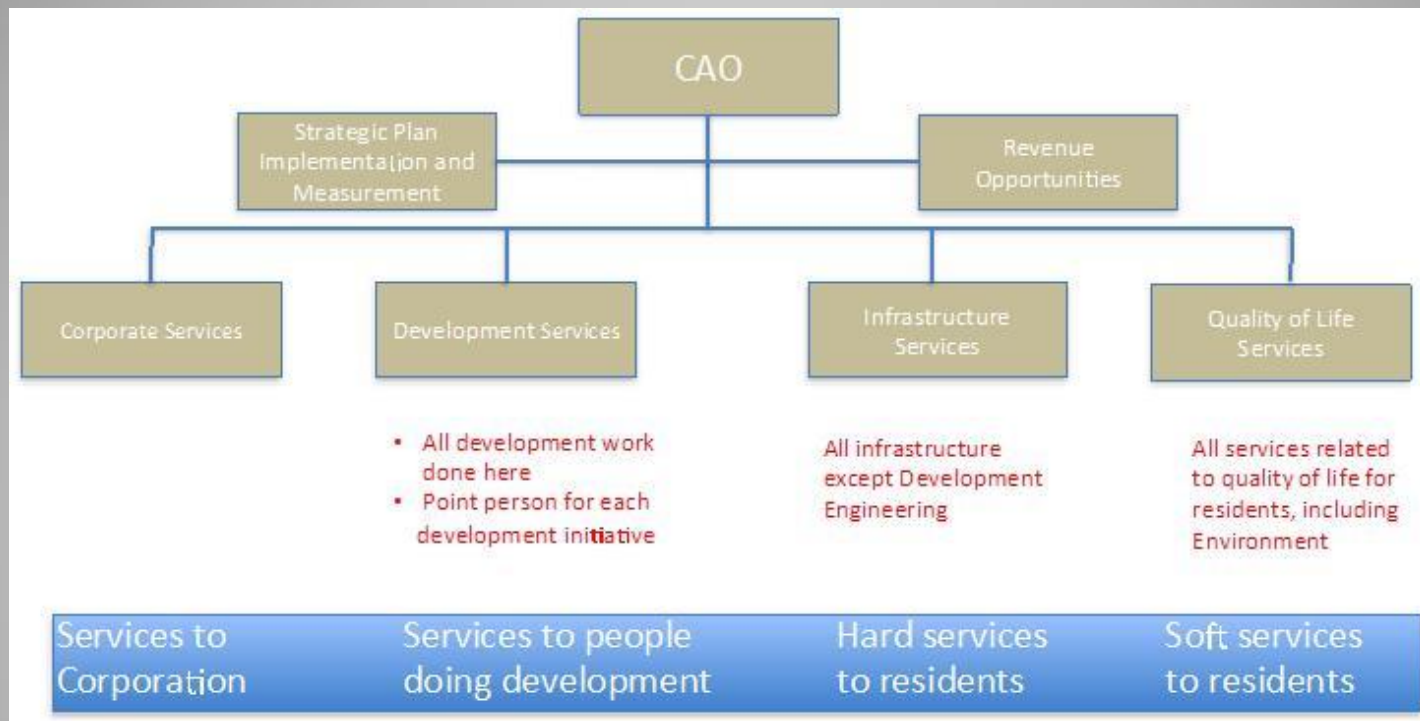 CAO
Strategic Plan
Implementation and
Measurement
Revenue
Opportunities
Corporate Services
Development Services
Infrastructure
Services
Quality of Life
Services
• All development work
done here
• Point person for each
development initiative
All infrastructure
except Development
Engineering
All services related
to quality of life for
residents, including
Environment
Services to
Corporation
Services to people
doing development
Hard services
to residents
Soft services
to residents